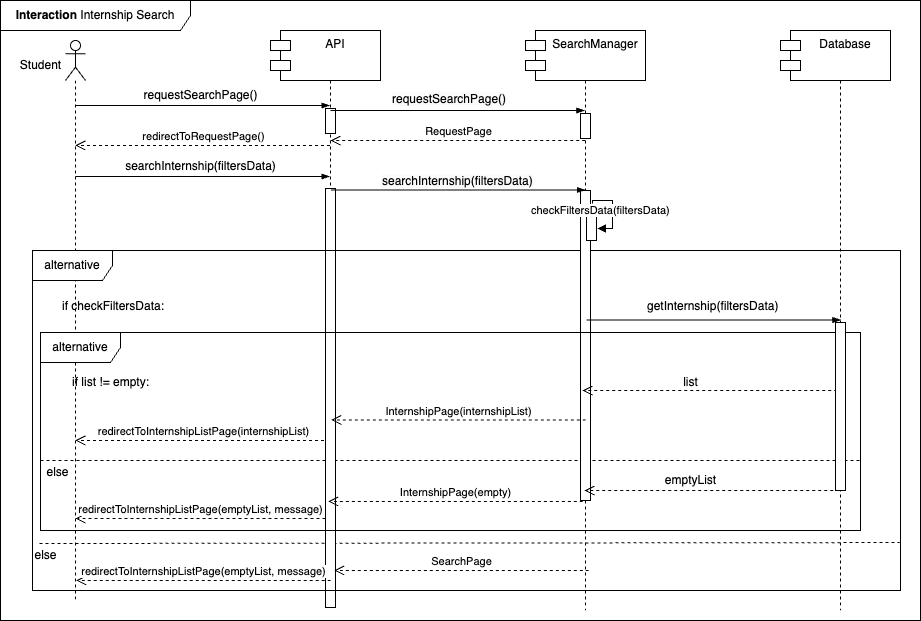 Interaction Internship Search
Student
API
SearchManager
Database
requestSearchPage()
requestSearchPage()
RequestPage
redirectToRequestPage()
searchInternship(filtersData)
searchInternship(filtersData)
checkFiltersData(filtersData)
alternative
if checkFiltersData:
getInternship(filtersData)
alternative
if list != empty:
list
InternshipPage(internshipList)
redirectToInternshipListPage(internshipList)
else
emptyList
InternshipPage(empty)
redirectToInternshipListPage(emptyList, message)
else
SearchPage
redirectToInternshipListPage(emptyList, message)